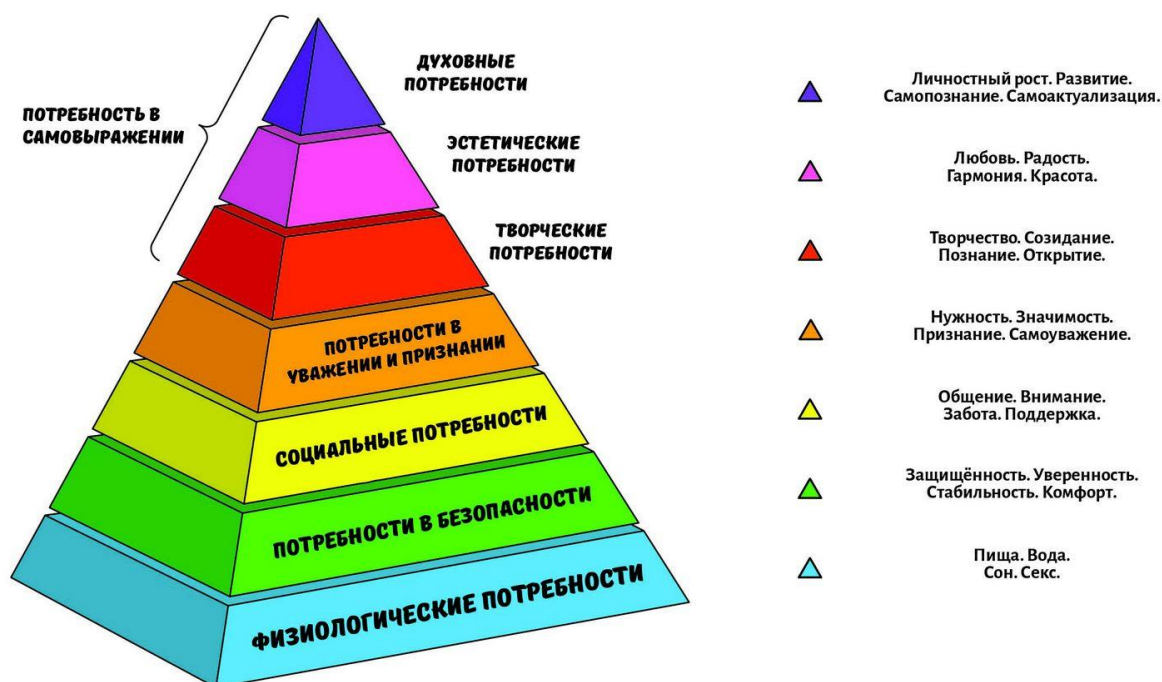 ПОТРЕБНОСТЬ В
САМОВЫРАЖЕНИИ
ДУХОВНЫЕ
ПОТРЕБНОСТИ
ЭСТЕТИЧЕСКИЕ
ПОТРЕБНОСТИ
ТВОРЧЕСКИЕ
ПОТРЕБНОСТИ
ПОТРЕБНОСТИ В
УВАЖЕНИИ И ПРИЗНАНИИ
СОЦИАЛЬНЫЕ ПОТРЕБНОСТИ
ПОТРЕБНОСТИ В БЕЗОПАСНОСТИ
ФИЗИОЛОГИЧЕСКИЕ ПОТРЕБНОСТИ
Личностный рост. Развитие.
Самопознание. Самоактуализация.
Любовь. Радость.
Гармония. Красота.
Творчество. Созидание.
Познание. Открытие.
Нужность. Значимость.
Признание. Самоуважение.
Общение. Внимание.
Забота. Поддержка.
Защищённость. Уверенность.
Стабильность. Комфорт.
Пища. Вода.
Сон. Секс.